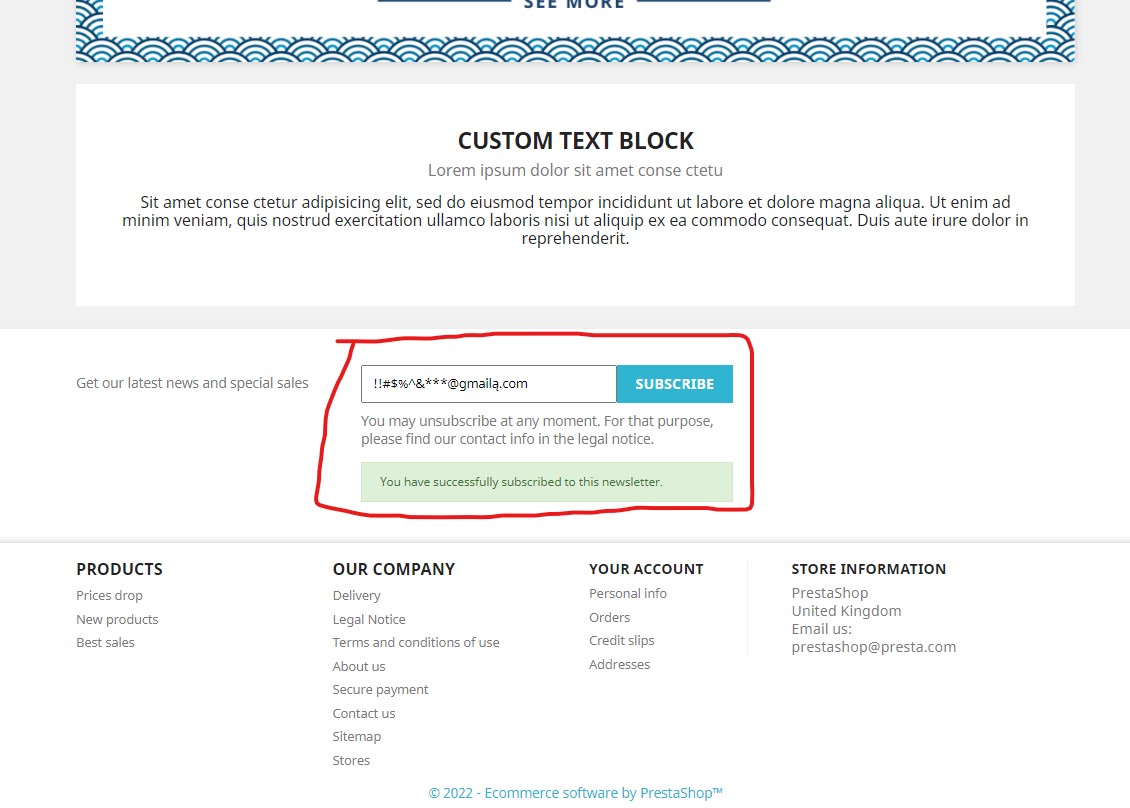 SEE MORE
CUSTOM TEXT BLOCK
Lorem ipsum dolor sit amet conse ctetu
Sit amet conse ctetur adipisicing elit, sed do eiusmod tempor incididunt ut labore et dolore magna aliqua. Ut enim ad
minim veniam, quis nostrud exercitation ullamco laboris nisi ut aliquip ex ea commodo consequat. Duis aute irure dolor in
reprehenderit.
Get our latest news and special sales
!!#$%^&***@gmailą.com
SUBSCRIBE
You may unsubscribe at any moment. For that purpose,
please find our contact info in the legal notice.
You have successfully subscribed to this newsletter.
PRODUCTS
Prices drop
New products
Best sales
OUR COMPANY
Delivery
Legal Notice
Terms and conditions of use
About us
Secure payment
Contact us
Sitemap
Stores
YOUR ACCOUNT
Personal info
Orders
Credit slips
Addresses
STORE INFORMATION
PrestaShop
United Kingdom
Email us:
prestashop@presta.com
© 2022 - Ecommerce software by PrestaShop™